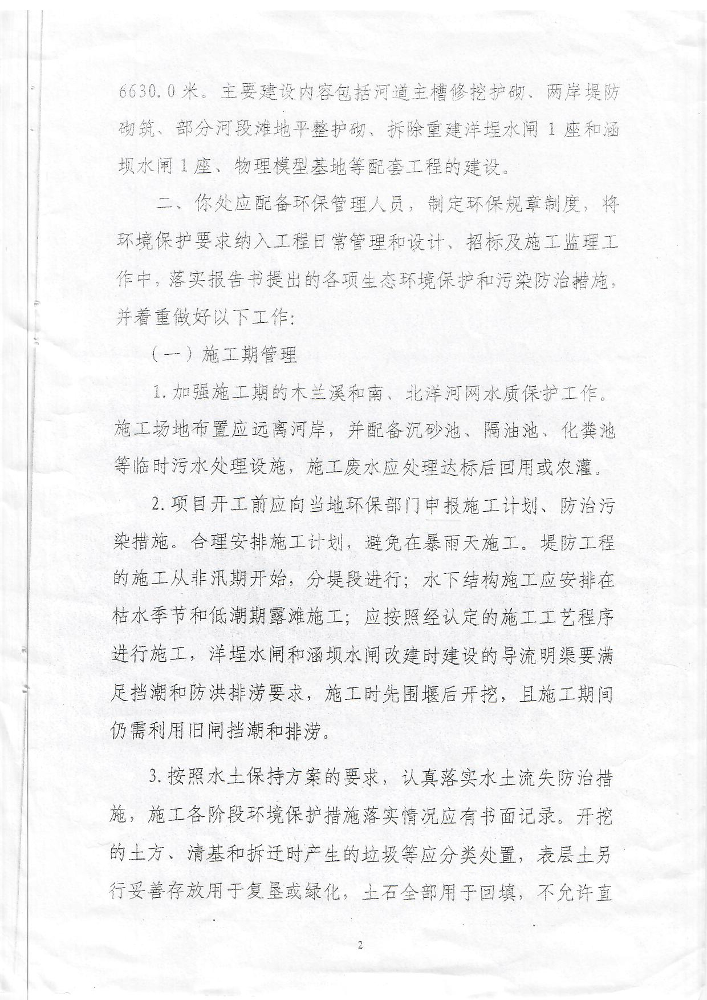 6630.0米。主要建设内容包括河道主槽修挖护砌、两岸堤防
砌筑、部分河段滩地平整护砌、拆除重建洋埕水闸1座和涵
坝水闸1座、物理模型基地等配套工程的建设。
二、你处应配备环保管理人员，制定环保规章制度，将
环境保护要求纳入工程日常管理和设计、招标及施工监理工
作中，落实报告书提出的各项生态环境保护和污染防治措施，
并着重做好以下工作：
（一）施工期管理
1.加强施工期的木兰溪和南、北洋河网水质保护工作。
施工场地布置应远离河岸，并配备沉砂池、隔油池、化粪池
等临时污水处理设施，施工废水应处理达标后回用或农灌。
2.项目开工前应向当地环保部门申报施工计划、防治污
染措施。合理安排施工计划，避免在暴雨天施工。堤防工程
的施工从非汛期开始，分堤段进行；水下结构施工应安排在
枯水季节和低潮期露滩施工；应按照经认定的施工工艺程序
进行施工，洋埕水闸和涵坝水闸改建时建设的导流明渠要满
足挡潮和防洪排涝要求，施工时先围堰后开挖，且施工期间
仍需利用旧闸挡潮和排涝。
3.按照水土保持方案的要求，认真落实水土流失防治措
施，施工各阶段环境保护措施落实情况应有书面记录。开挖
的土方、清基和拆迁时产生的垃圾等应分类处置，表层土另
行妥善存放用于复垦或绿化，土石全部用于回填，不允许直
2